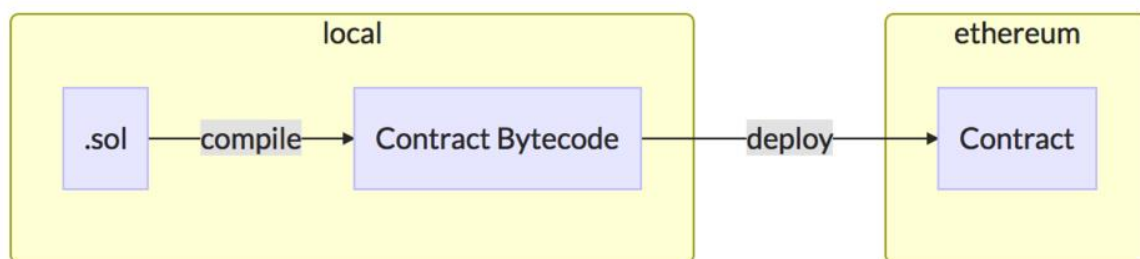 local
ethereum
.sol
compile
Contract Bytecode
deploy
Contract